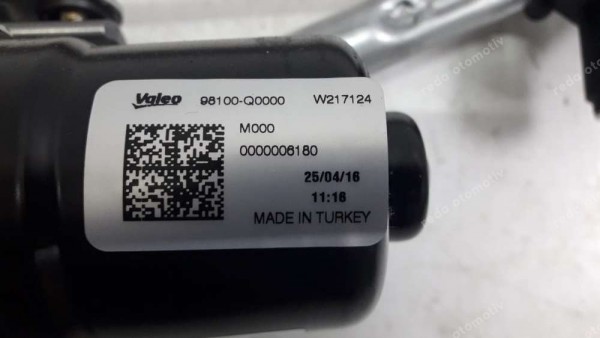 Valeo 98100-Q0000 W217124
M000
0000006180
25/04/16
11:16
MADE IN TURKEY